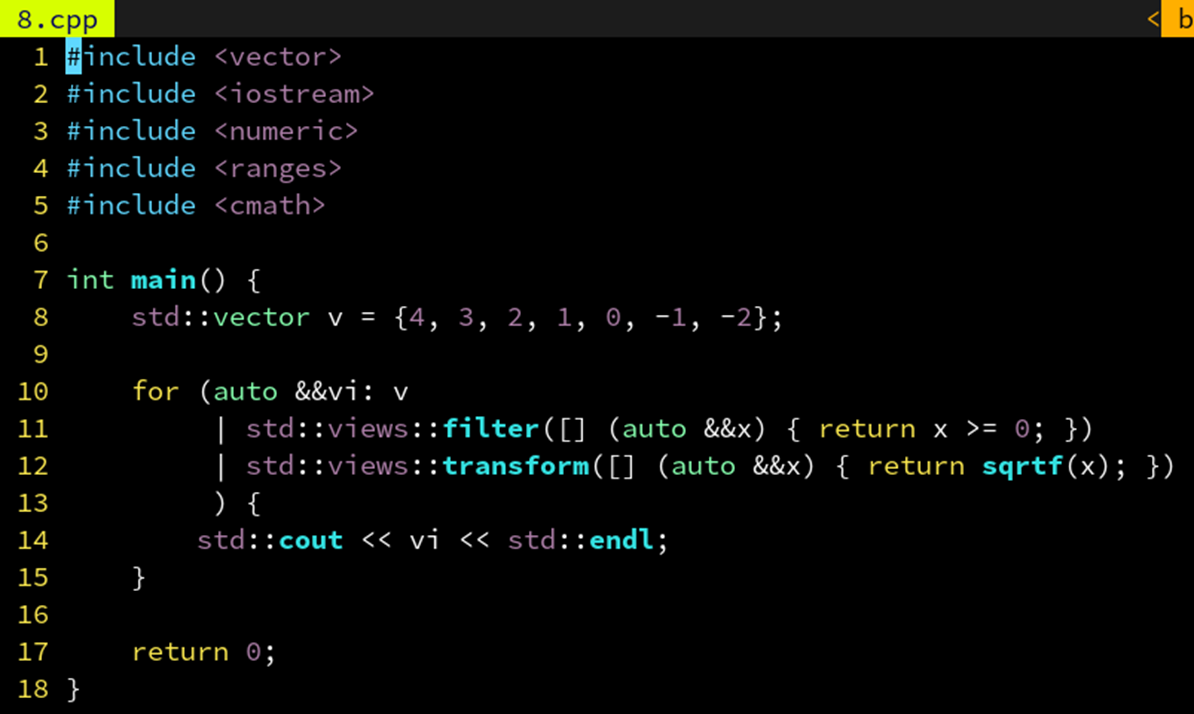 8.cpp < b
1 #include <vector>
2 #include <iostream>
3 #include <numeric>
4 #include <ranges>
5 #include <cmath>
6
7 int main() {
8     std::vector v = {4, 3, 2, 1, 0, -1, -2};
9
10     for (auto &&vi: v
11          | std::views::filter([] (auto &&x) { return x >= 0; })
12          | std::views::transform([] (auto &&x) { return sqrtf(x); })
13          ) {
14         std::cout << vi << std::endl;
15     }
16
17     return 0;
18 }